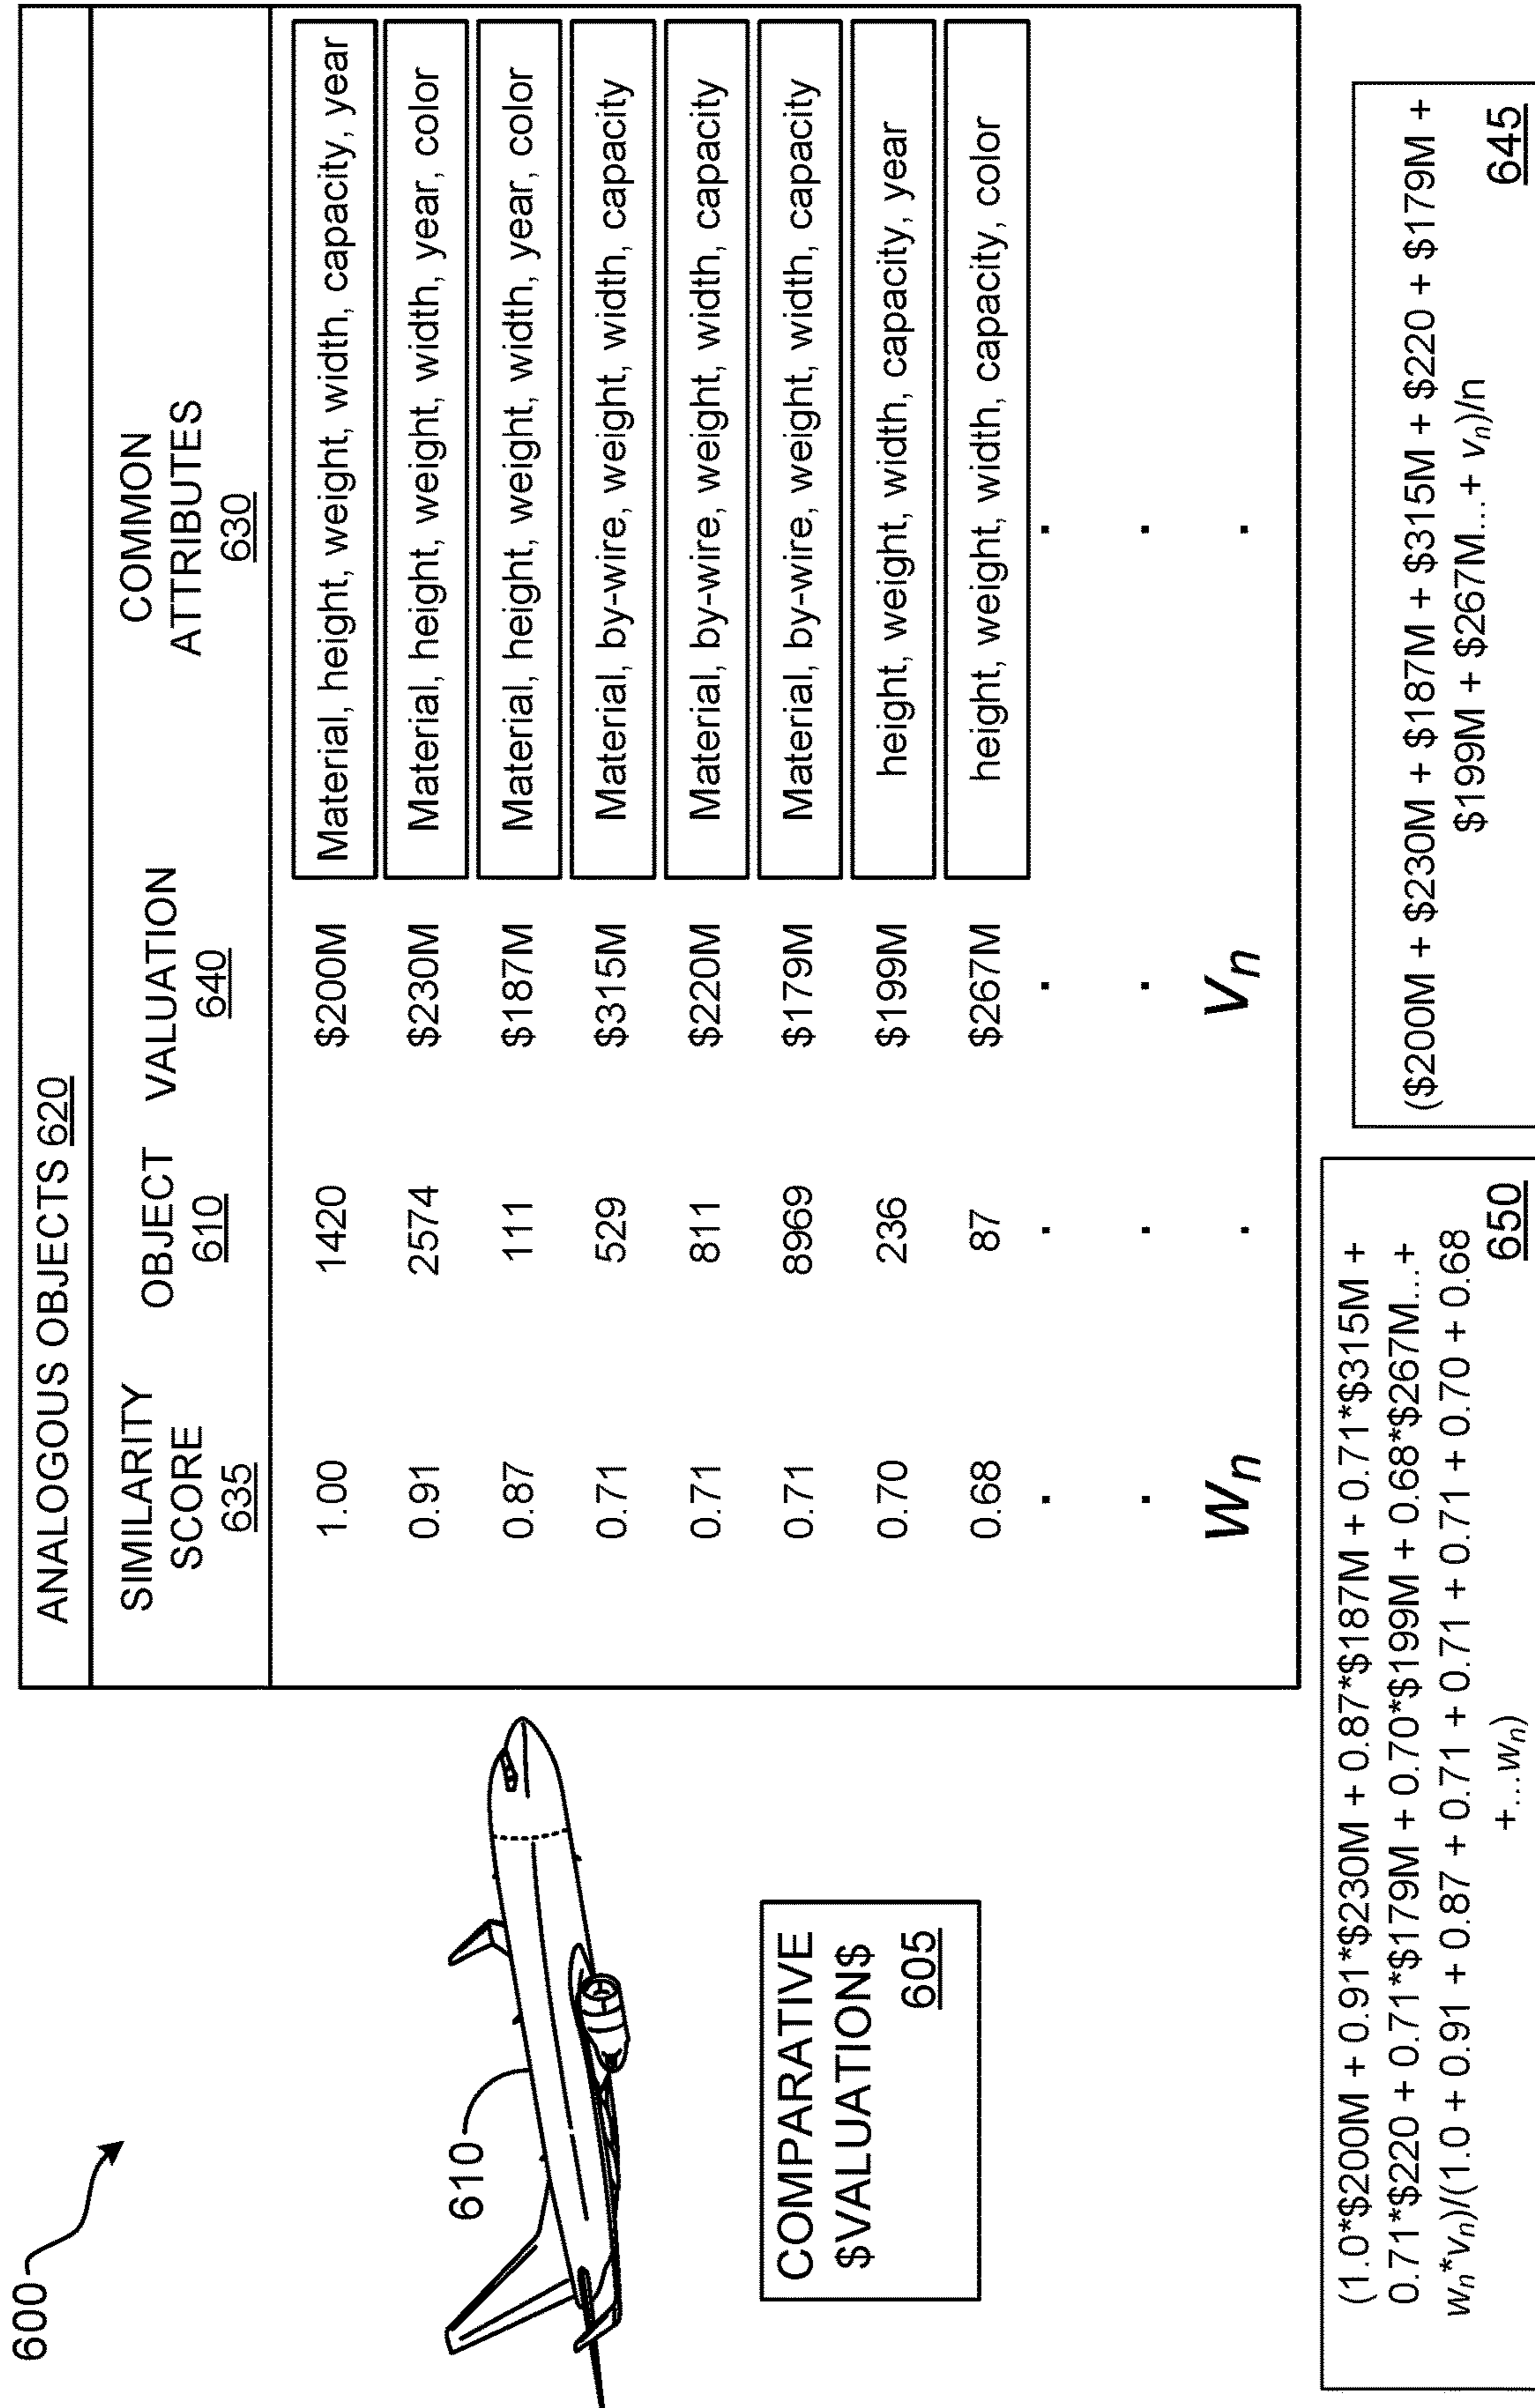 600
610
COMPARATIVE
$VALUATION$
605
ANALOGOUS OBJECTS 620
SIMILARITY SCORE 635 OBJECT 610 VALUATION 640 COMMON ATTRIBUTES 630
1.00 1420 $200M Material, height, weight, width, capacity, year
0.91 2574 $230M Material, height, weight, width, year, color
0.87 111 $187M Material, height, weight, width, year, color
0.71 529 $315M Material, by-wire, weight, width, capacity
0.71 811 $220M Material, by-wire, weight, width, capacity
0.71 8969 $179M Material, by-wire, weight, width, capacity
0.70 236 $199M height, weight, width, capacity, year
0.68 87 $267M height, weight, width, capacity, color
. . . .
. . . .
wn . vn .
(1.0*$200M + 0.91*$230M + 0.87*$187M + 0.71*$315M +
0.71*$220 + 0.71*$179M + 0.70*$199M + 0.68*$267M...+
wn*vn)/(1.0 + 0.91 + 0.87 + 0.71 + 0.71 + 0.71 + 0.70 + 0.68
+...wn)
650
($200M + $230M + $187M + $315M + $220 + $179M +
$199M + $267M...+ vn)/n
645